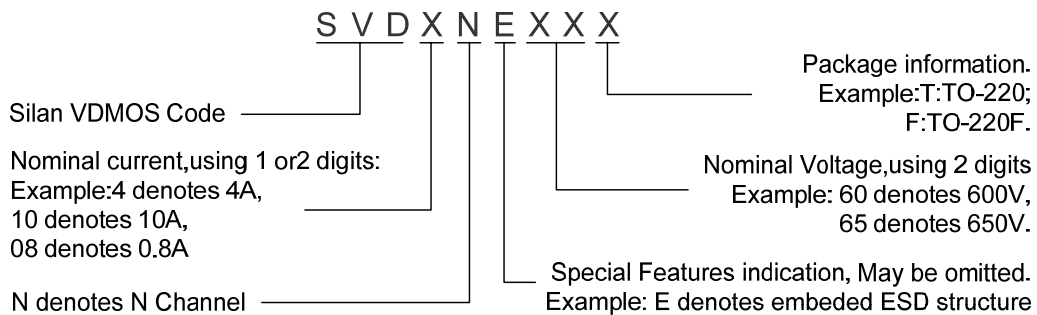 S V D X N E X X X
Package information.
Example:T:TO-220;
F:TO-220F.
Silan VDMOS Code
Nominal current,using 1 or2 digits:
Example:4 denotes 4A,
10 denotes 10A,
08 denotes 0.8A
Nominal Voltage,using 2 digits
Example: 60 denotes 600V,
65 denotes 650V.
N denotes N Channel
Special Features indication, May be omitted.
Example: E denotes embeded ESD structure